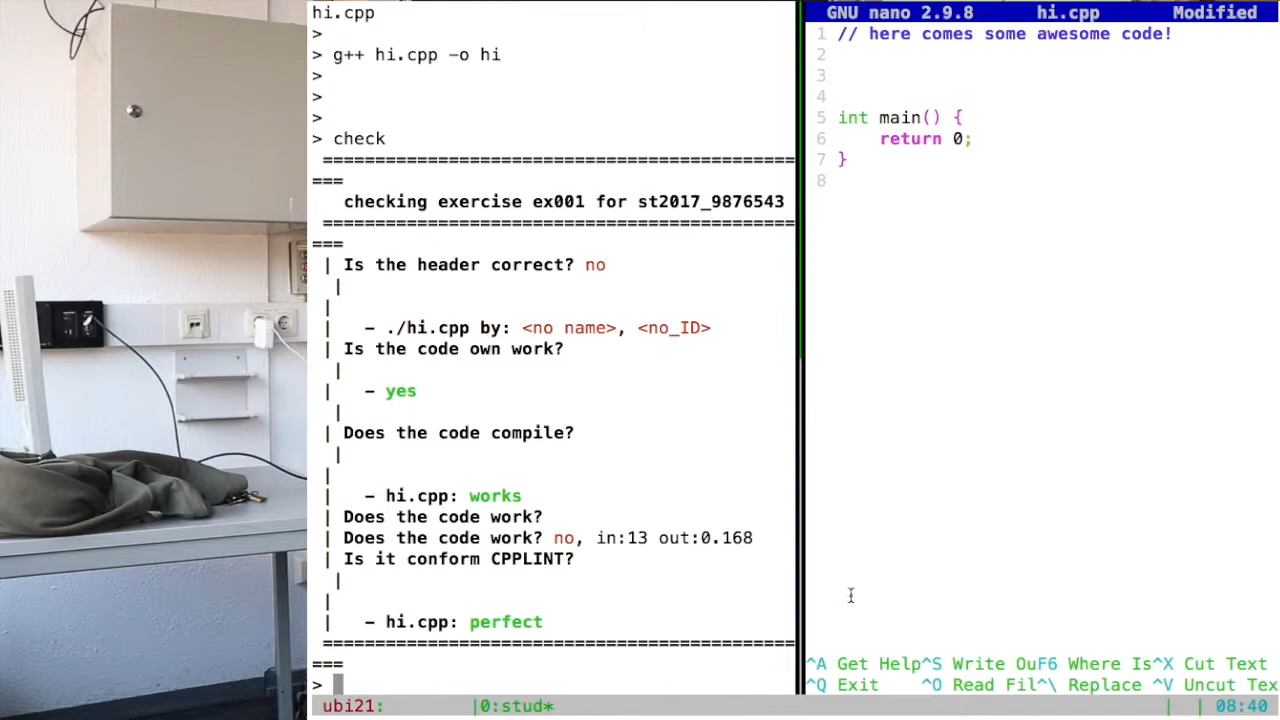 hi.cpp
>
> g++ hi.cpp -o hi
>
>
>
> check
=============================================
===
checking exercise ex001 for st2017_9876543
=============================================
===
| Is the header correct? no
|
|
| - ./hi.cpp by: <no name>, <no_ID>
| Is the code own work?
|
| - yes
|
| Does the code compile?
|
|
| - hi.cpp: works
| Does the code work?
| Does the code work? no, in:13 out:0.168
| Is it conform CPPLINT?
|
|
| - hi.cpp: perfect
=============================================
===
>
ubi21: |0:stud*
GNU nano 2.9.8 hi.cpp Modified
1 // here comes some awesome code!
2
3
4
5 int main() {
6 return 0;
7 }
8
^A Get Help^S Write OuF6 Where Is^X Cut Text
^Q Exit ^O Read Fil^\ Replace ^V Uncut Tex
| | 08:40